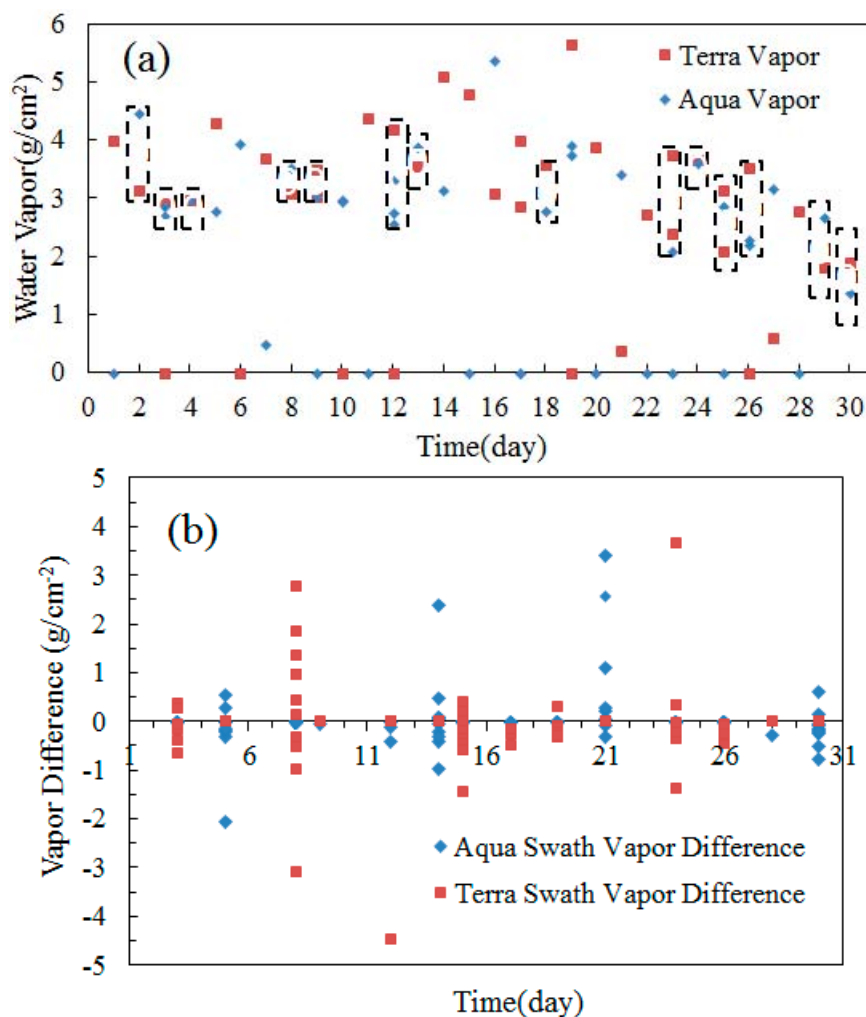 6
(a)
Terra Vapor
5
Aqua Vapor
4
3
2
1
0
Water Vapor(g/cm²)
0 2 4 6 8 10 12 14 16 18 20 22 24 26 28 30
Time(day)
5
(b)
4
3
2
1
0
1 6 11 16 21 26 31
-1
-2
-3
-4
-5
Vapor Difference (g/cm⁻²)
Aqua Swath Vapor Difference
Terra Swath Vapor Difference
Time(day)